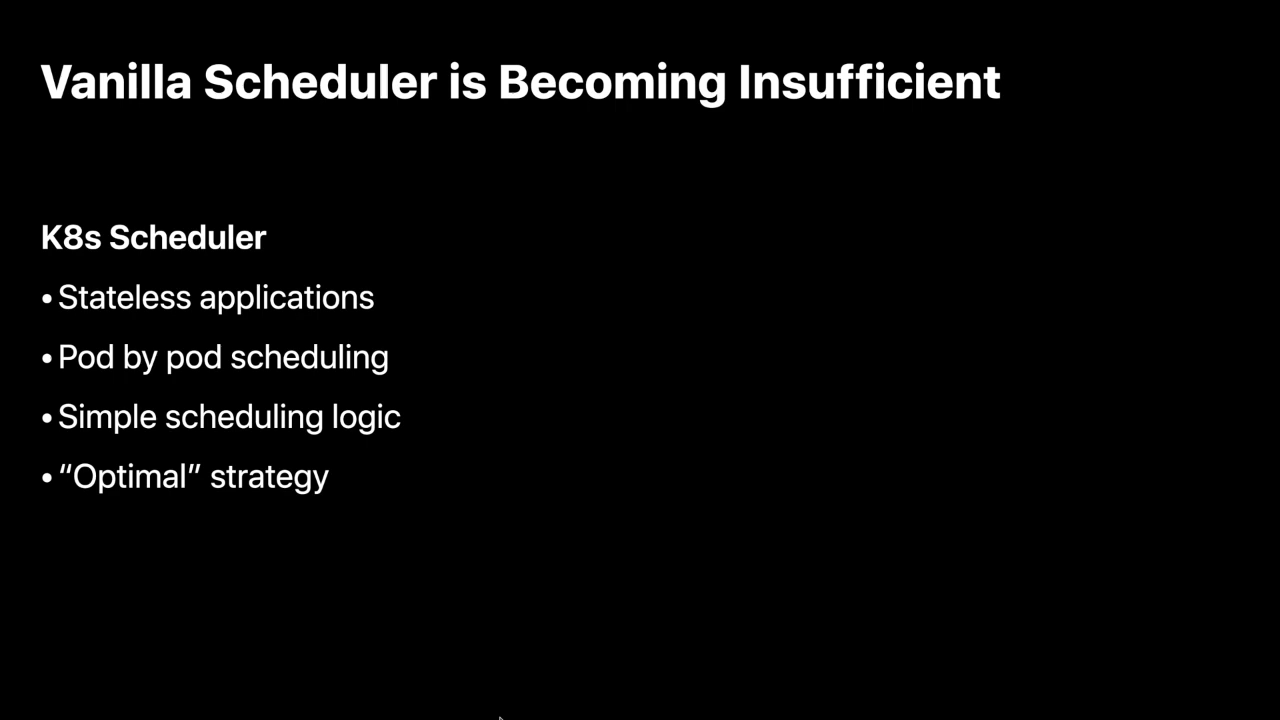 Vanilla Scheduler is Becoming Insufficient
K8s Scheduler
• Stateless applications
• Pod by pod scheduling
• Simple scheduling logic
• “Optimal” strategy